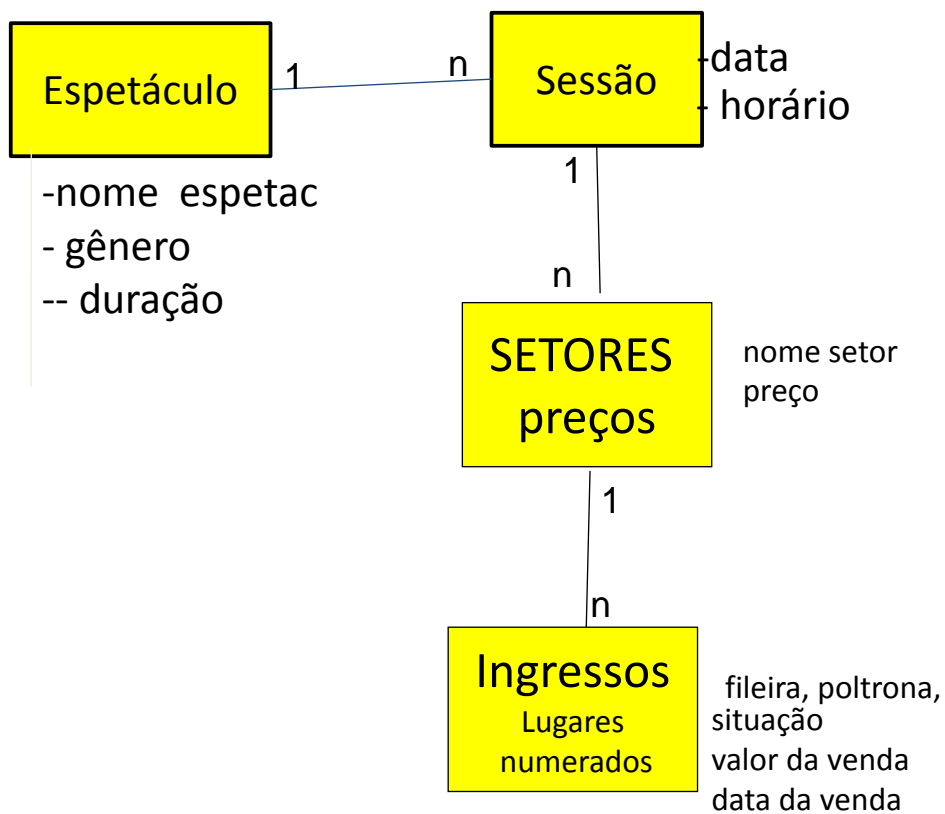 Espetáculo
1
n
Sessão
-data
- horário
-nome espetac
- gênero
-- duração
1
n
SETORES
preços
nome setor
preço
1
n
Ingressos
Lugares
numerados
fileira, poltrona,
situação
valor da venda
data da venda